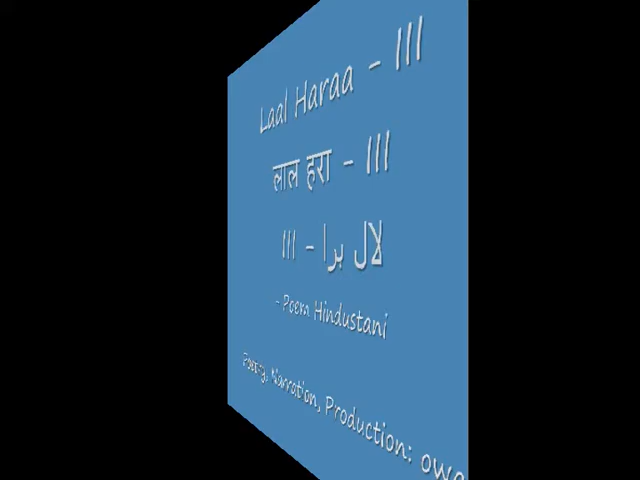 Laal Haraa - III
लाल हरा - III
لال ہرا - III
- Poem Hindustani
Poetry, Narration, Production: